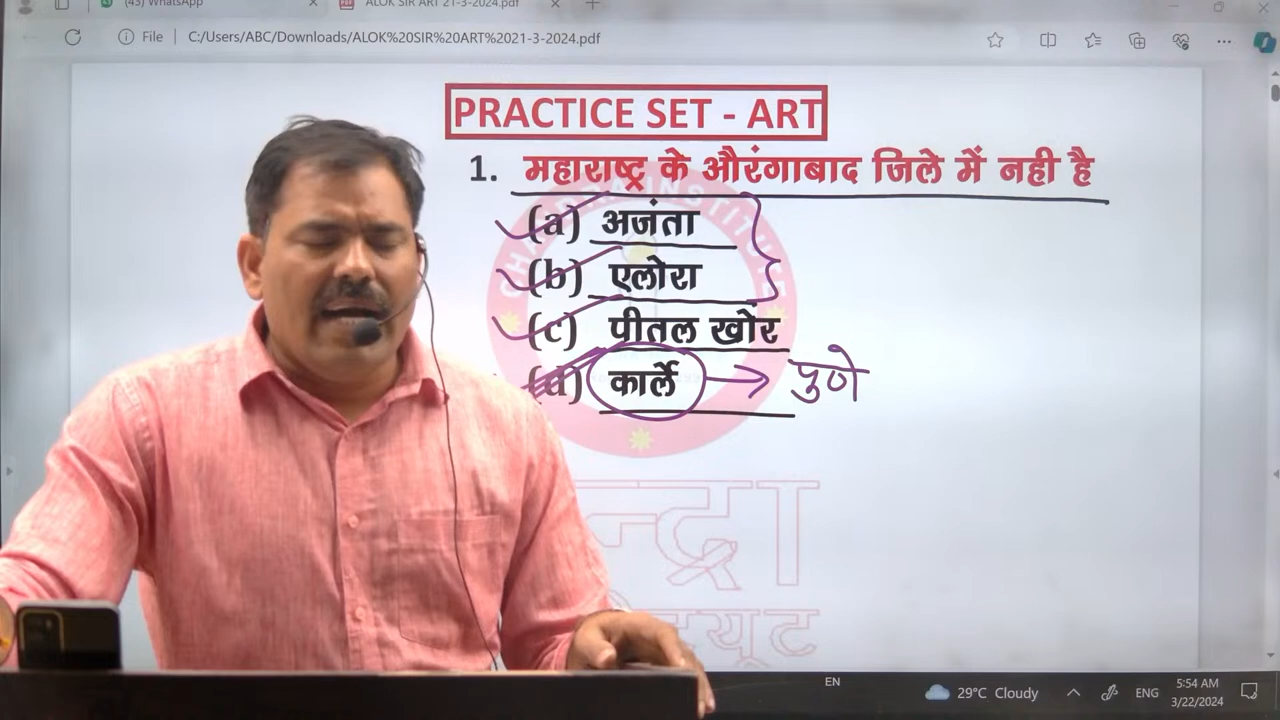 (43) WhatsApp
ALOK SIR ART 21-3-2024.pdf
File C:/Users/ABC/Downloads/ALOK%20SIR%20ART%2021-3-2024.pdf
PRACTICE SET - ART
1. महाराष्ट्र के औरंगाबाद जिले में नही है
(a) अजंता
(b) एलोरा
(c) पीतल खोर
(d) कार्ले → पुणे
EN
29°C Cloudy
ENG
5:54 AM
3/22/2024